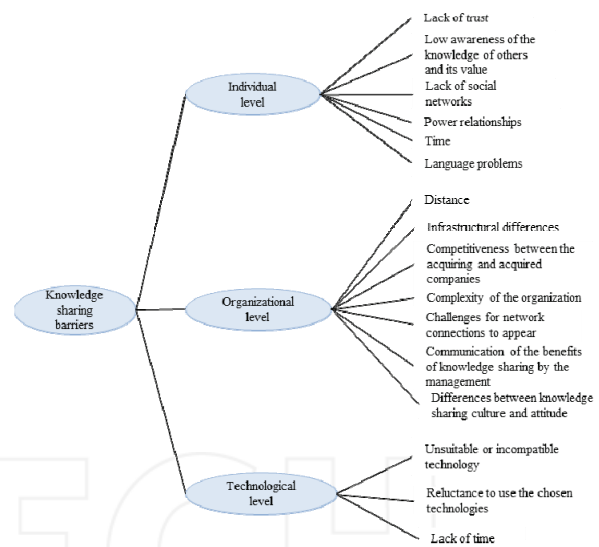 Lack of trust
Low awareness of the
knowledge of others
and its value
Lack of social
networks
Power relationships
Time
Language problems
Individual
level
Distance
Infrastructural differences
Competitiveness between the
acquiring and acquired
companies
Complexity of the organization
Challenges for network
connections to appear
Communication of the benefits
of knowledge sharing by the
management
Differences between knowledge
sharing culture and attitude
Knowledge
sharing
barriers
Organizational
level
Unsuitable or incompatible
technology
Reluctance to use the chosen
technologies
Lack of time
Technological
level